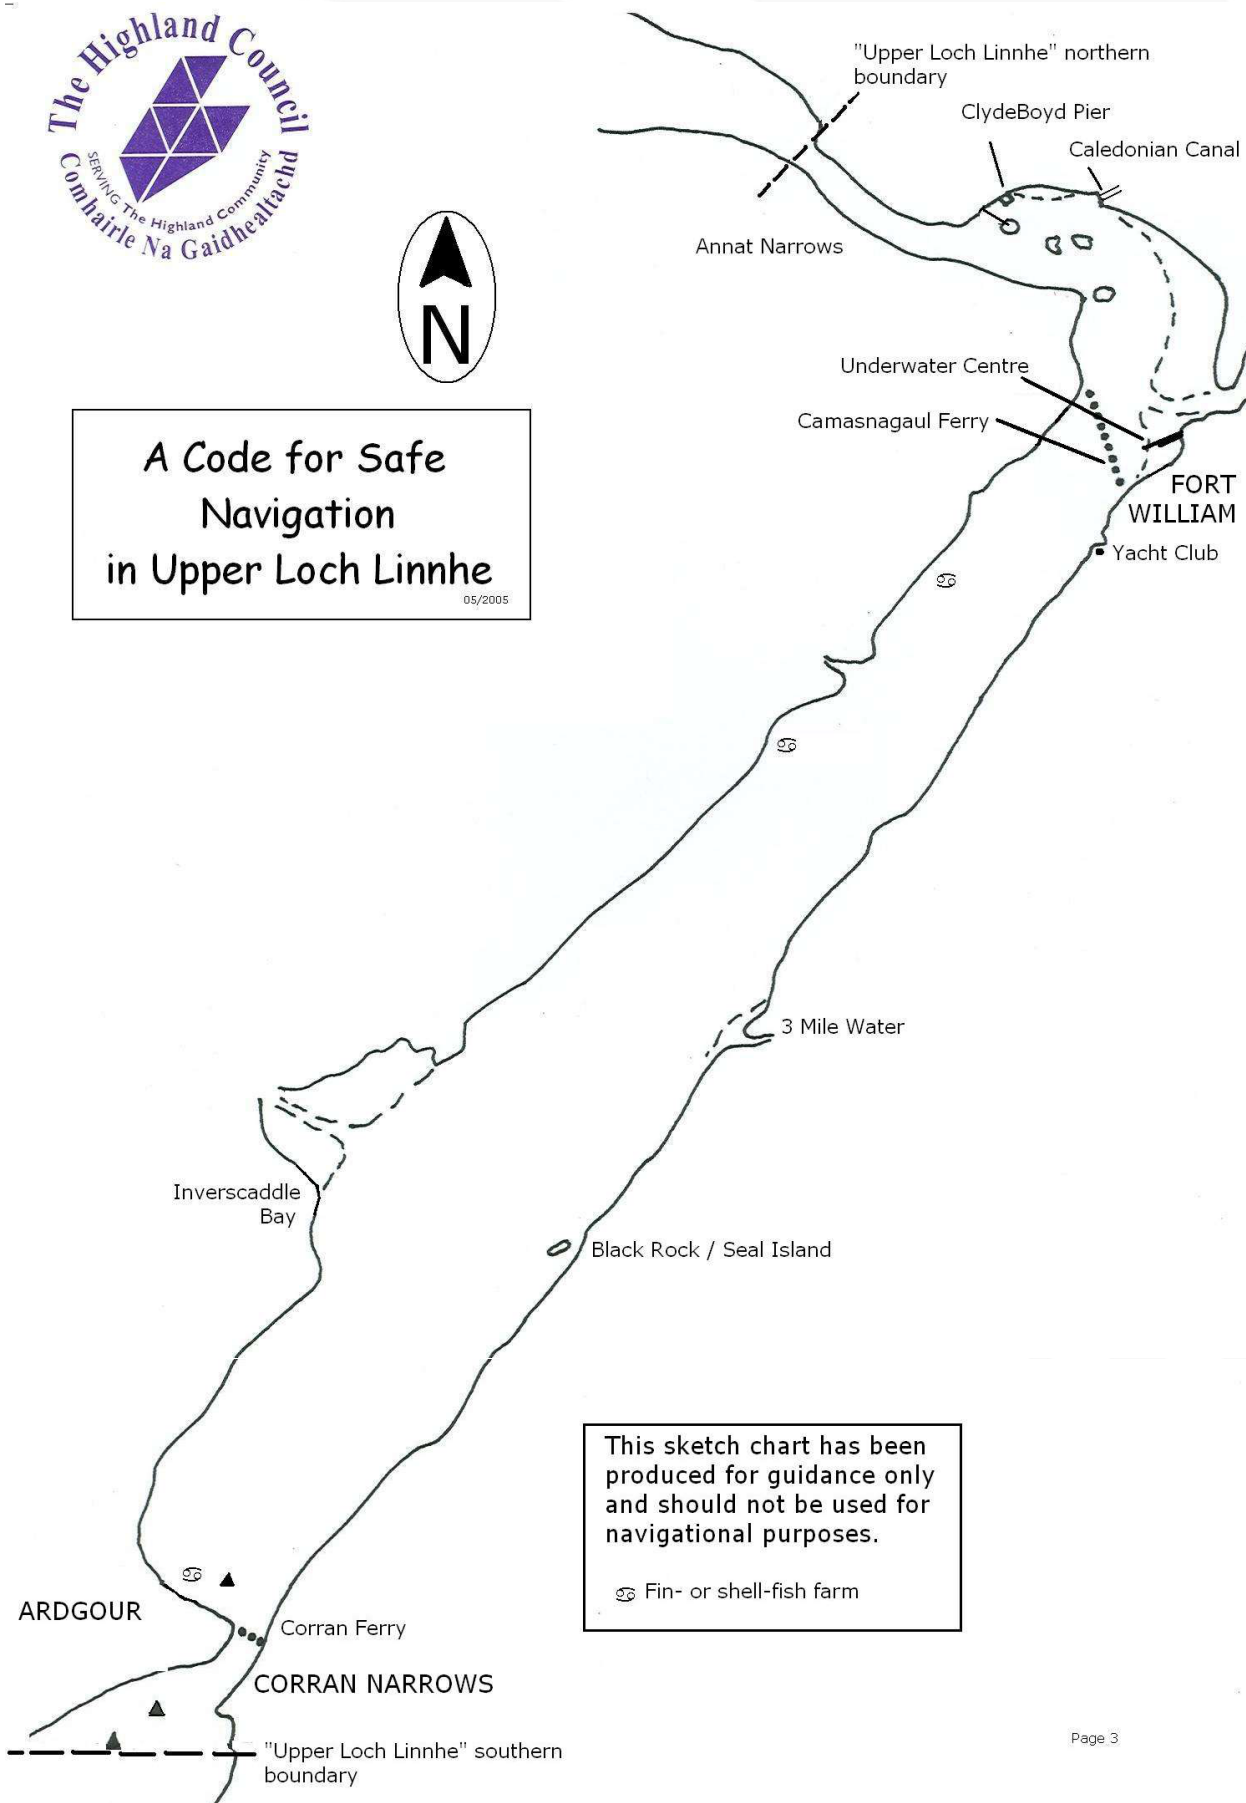 The Highland Council
SERVING The Highland Community
Comhairle Na Gaidhealtachd
"Upper Loch Linnhe" northern
boundary
ClydeBoyd Pier
Caledonian Canal
Annat Narrows
N
Underwater Centre
Camasnagaul Ferry
FORT
WILLIAM
Yacht Club
A Code for Safe
Navigation
in Upper Loch Linnhe
05/2005
3 Mile Water
Inverscaddle
Bay
Black Rock / Seal Island
This sketch chart has been
produced for guidance only
and should not be used for
navigational purposes.
Fin- or shell-fish farm
ARDGOUR
Corran Ferry
CORRAN NARROWS
"Upper Loch Linnhe" southern
boundary
Page 3